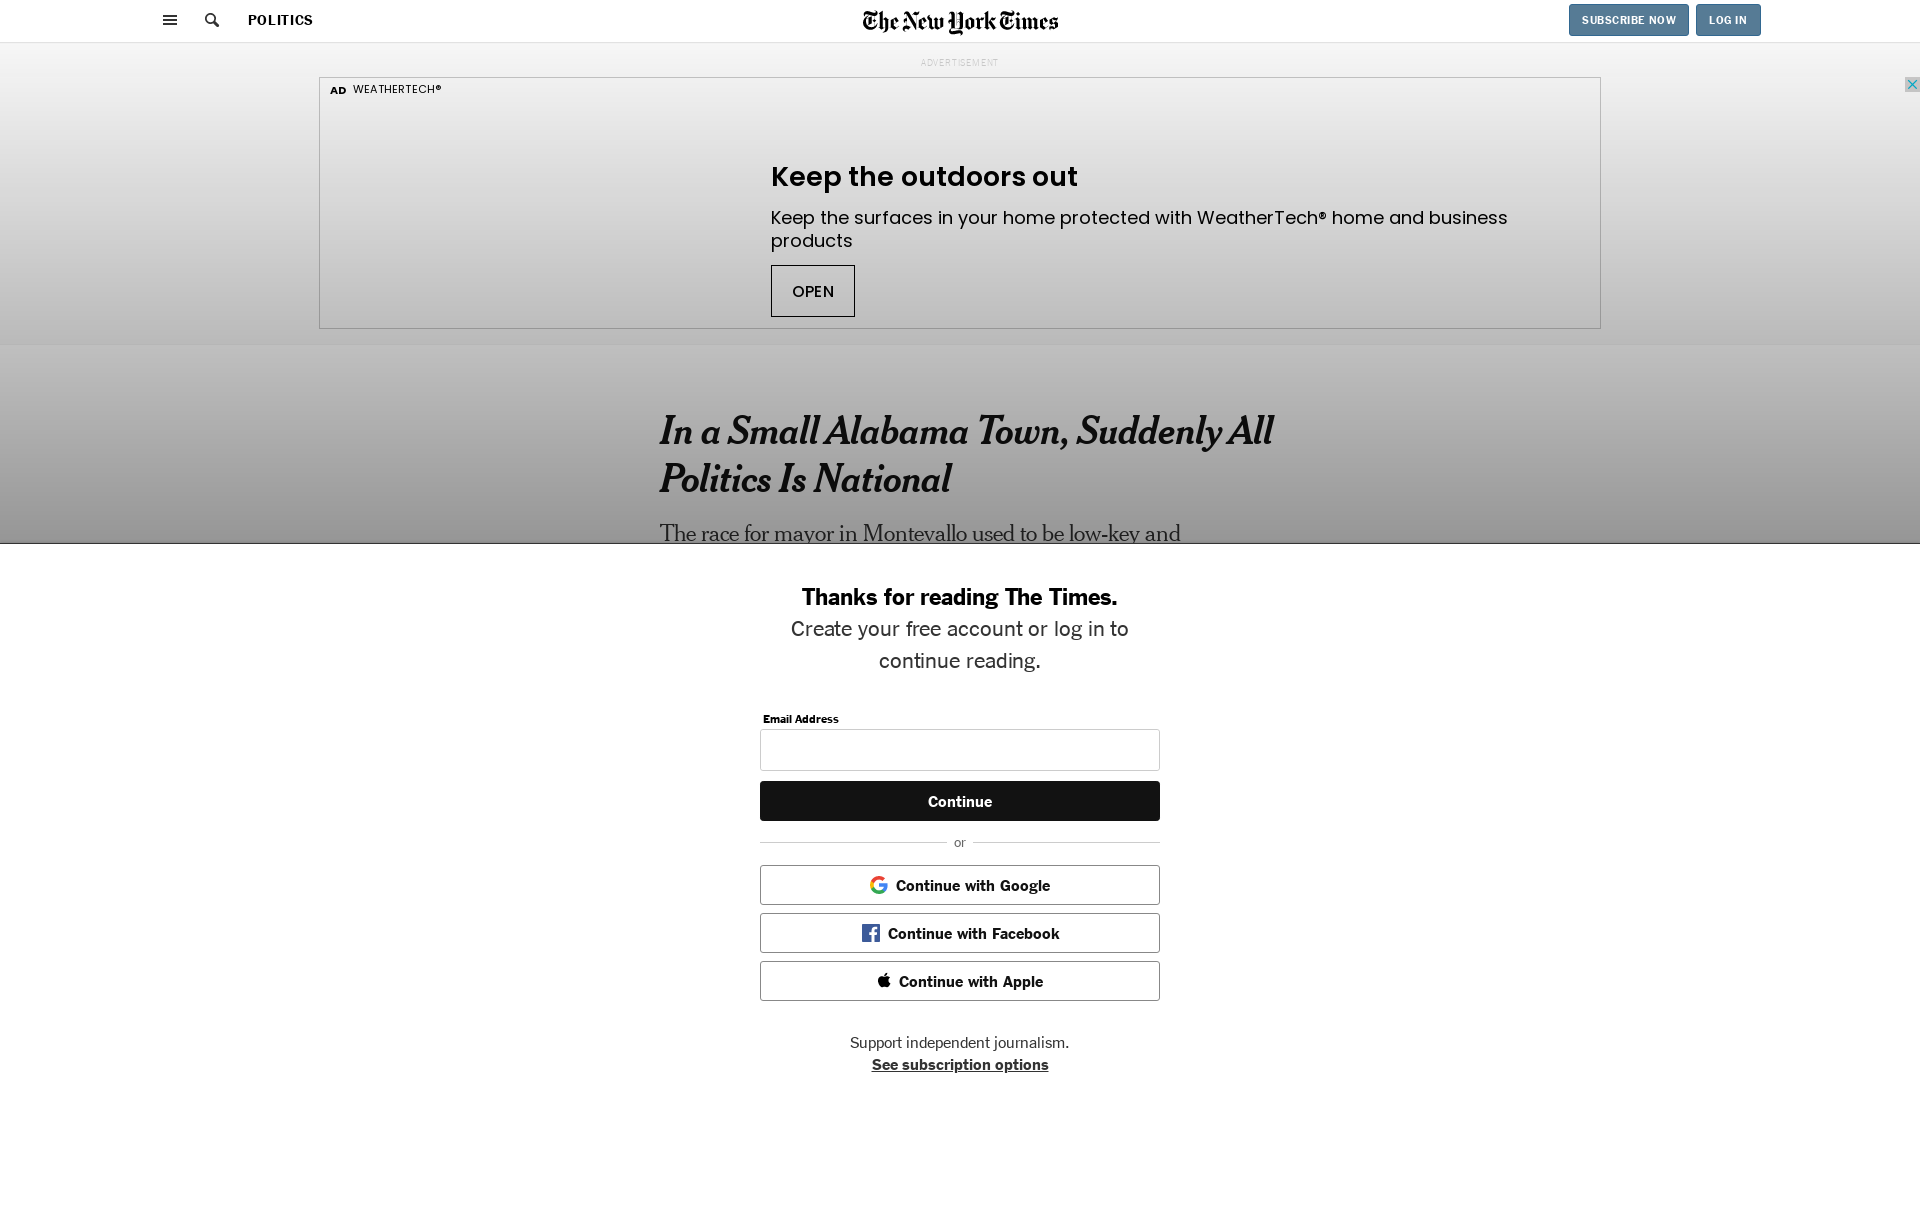 POLITICS
The New York Times
SUBSCRIBE NOW
LOG IN
ADVERTISEMENT
AD WEATHERTECH®
Keep the outdoors out
Keep the surfaces in your home protected with WeatherTech® home and business
products
OPEN
In a Small Alabama Town, Suddenly All
Politics Is National
The race for mayor in Montevallo used to be low-key and
Thanks for reading The Times.
Create your free account or log in to
continue reading.
Email Address
Continue
or
Continue with Google
Continue with Facebook
Continue with Apple
Support independent journalism.
See subscription options